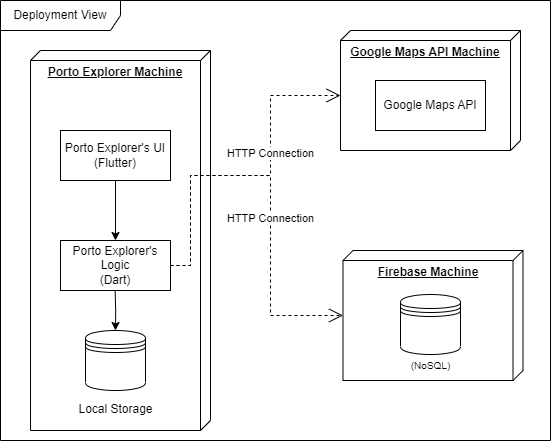 Deployment View
Porto Explorer Machine
Porto Explorer's UI
(Flutter)
Porto Explorer's
Logic
(Dart)
Local Storage
HTTP Connection
HTTP Connection
Google Maps API Machine
Google Maps API
Firebase Machine
(NoSQL)